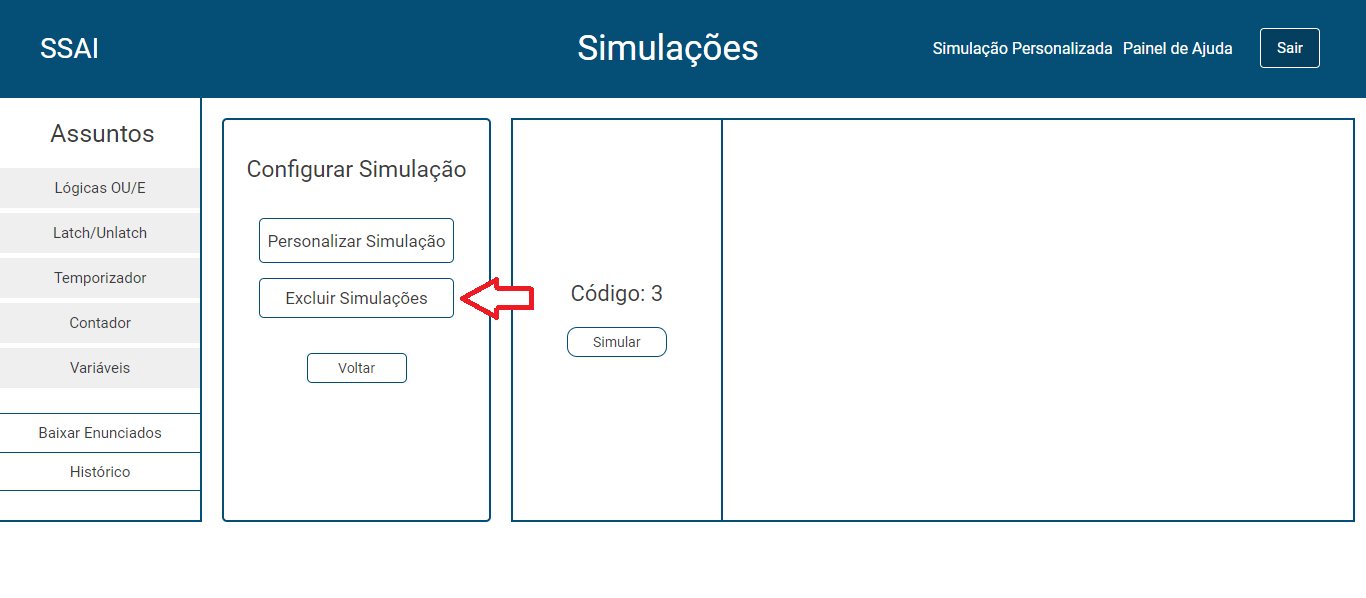 SSAI
Simulações
Simulação Personalizada
Painel de Ajuda
Sair
Assuntos
Lógicas OU/E
Latch/Unlatch
Temporizador
Contador
Variáveis
Baixar Enunciados
Histórico
Configurar Simulação
Personalizar Simulação
Excluir Simulações
Voltar
Código: 3
Simular